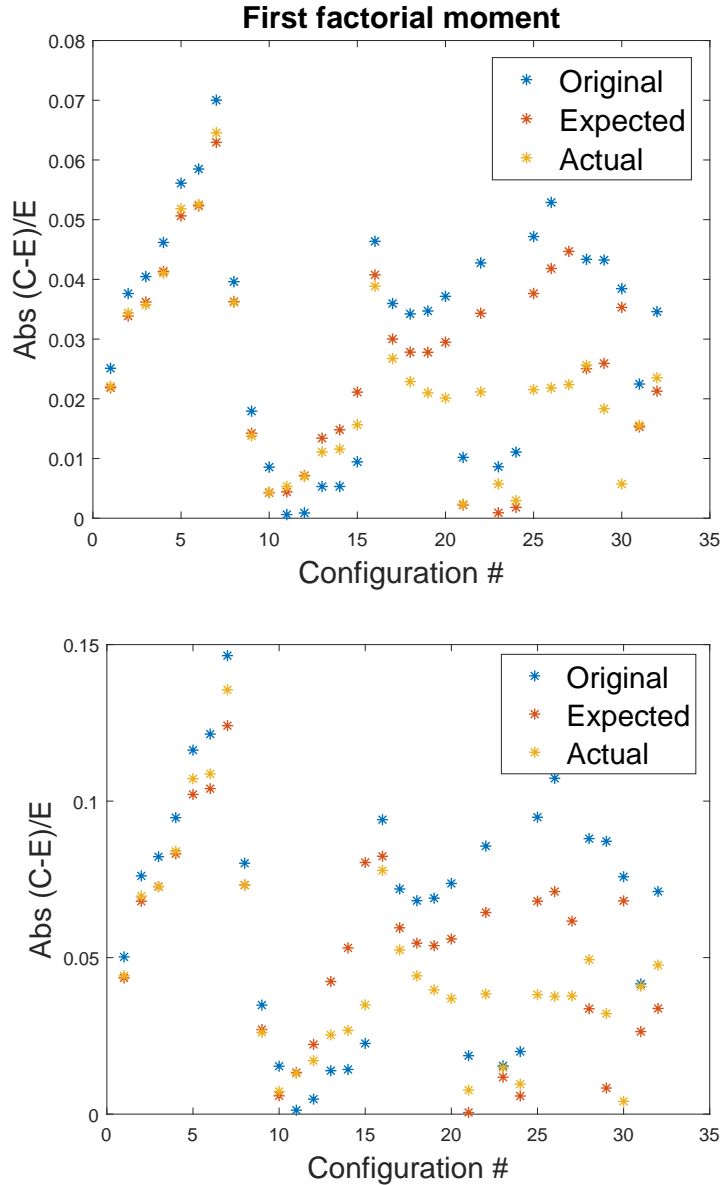 First factorial moment
0.08
0.07
0.06
0.05
0.04
0.03
0.02
0.01
0
Abs (C-E)/E
Original
Expected
Actual
0 5 10 15 20 25 30 35
Configuration #
0.15
0.1
0.05
0
Abs (C-E)/E
Original
Expected
Actual
0 5 10 15 20 25 30 35
Configuration #